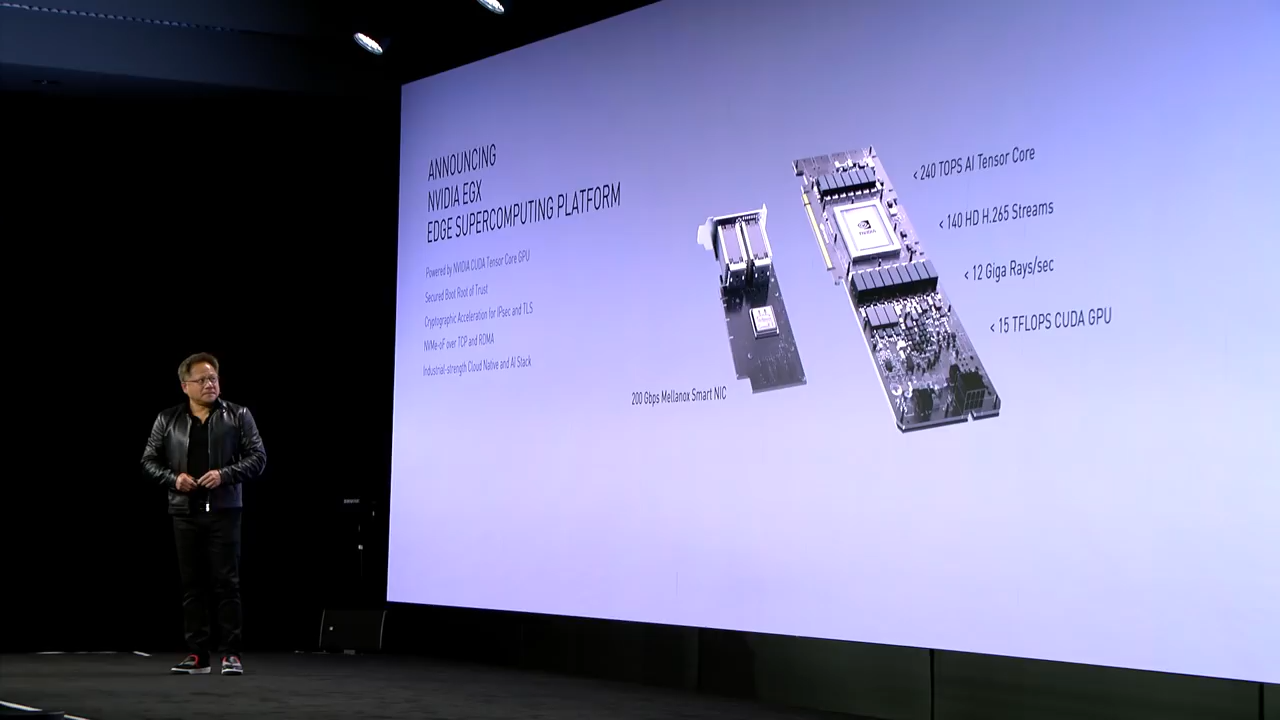 ANNOUNCING
NVIDIA EGX
EDGE SUPERCOMPUTING PLATFORM
Powered by NVIDIA CUDA Tensor Core GPU
Secured Boot Root of Trust
Cryptographic Acceleration for IPsec and TLS
NVMe-oF over TCP and RDMA
Industrial-strength Cloud Native and AI Stack
200 Gbps Mellanox Smart NIC
NVIDIA
< 240 TOPS AI Tensor Core
< 140 HD H.265 Streams
< 12 Giga Rays/sec
< 15 TFLOPS CUDA GPU